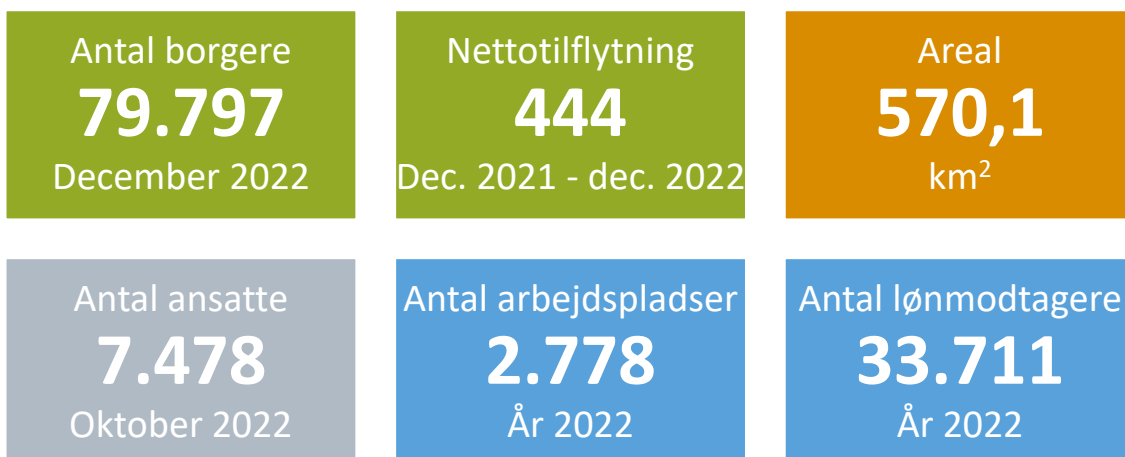 Antal borgere
79.797
December 2022
Nettotilflytning
444
Dec. 2021 - dec. 2022
Areal
570,1
km²
Antal ansatte
7.478
Oktober 2022
Antal arbejdspladser
2.778
År 2022
Antal lønmodtagere
33.711
År 2022